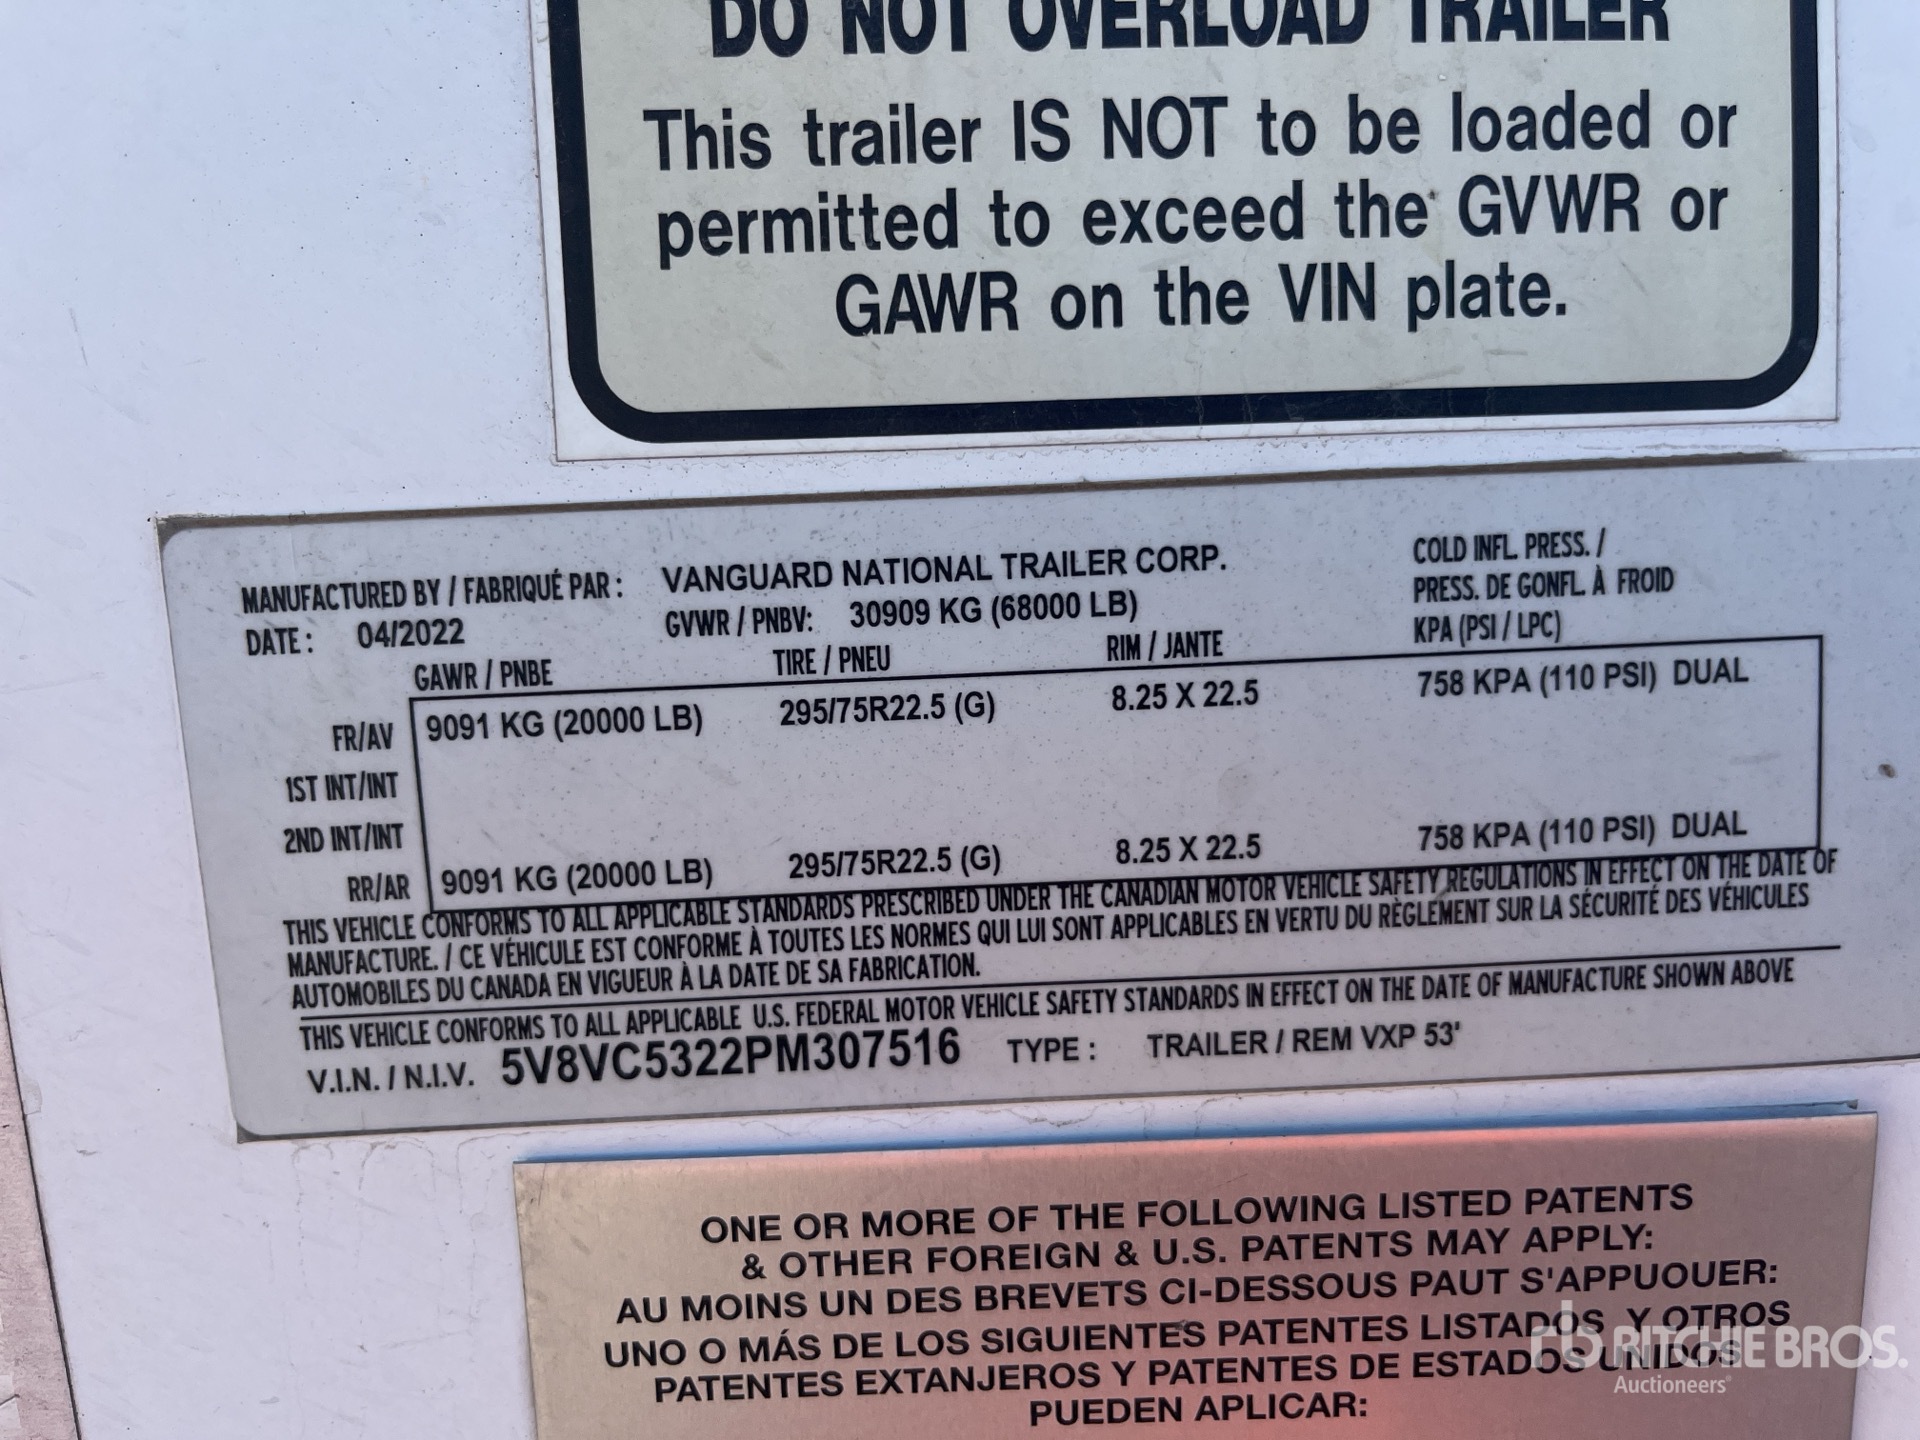 DO NOT OVERLOAD TRAILER
This trailer IS NOT to be loaded or
permitted to exceed the GVWR or
GAWR on the VIN plate.
MANUFACTURED BY / FABRIQUÉ PAR : VANGUARD NATIONAL TRAILER CORP.
DATE : 04/2022 GVWR / PNBV: 30909 KG (68000 LB)
COLD INFL. PRESS. /
PRESS. DE GONFL. À FROID
KPA (PSI / LPC)
GAWR / PNBE TIRE / PNEU RIM / JANTE
FR/AV 9091 KG (20000 LB) 295/75R22.5 (G) 8.25 X 22.5 758 KPA (110 PSI) DUAL
1ST INT/INT
2ND INT/INT
RR/AR 9091 KG (20000 LB) 295/75R22.5 (G) 8.25 X 22.5 758 KPA (110 PSI) DUAL
THIS VEHICLE CONFORMS TO ALL APPLICABLE STANDARDS PRESCRIBED UNDER THE CANADIAN MOTOR VEHICLE SAFETY REGULATIONS IN EFFECT ON THE DATE OF
MANUFACTURE. / CE VÉHICULE EST CONFORME À TOUTES LES NORMES QUI LUI SONT APPLICABLES EN VERTU DU RÈGLEMENT SUR LA SÉCURITÉ DES VÉHICULES
AUTOMOBILES DU CANADA EN VIGUEUR À LA DATE DE SA FABRICATION.
THIS VEHICLE CONFORMS TO ALL APPLICABLE U.S. FEDERAL MOTOR VEHICLE SAFETY STANDARDS IN EFFECT ON THE DATE OF MANUFACTURE SHOWN ABOVE
V.I.N. / N.I.V. 5V8VC5322PM307516 TYPE : TRAILER / REM VXP 53'
ONE OR MORE OF THE FOLLOWING LISTED PATENTS
& OTHER FOREIGN & U.S. PATENTS MAY APPLY:
AU MOINS UN DES BREVETS CI-DESSOUS PAUT S'APPUOUER:
UNO O MÁS DE LOS SIGUIENTES PATENTES LISTADOS Y OTROS
PATENTES EXTANJEROS Y PATENTES DE ESTADOS UNIDOS
PUEDEN APLICAR:
rb RITCHIE BROS.
Auctioneers